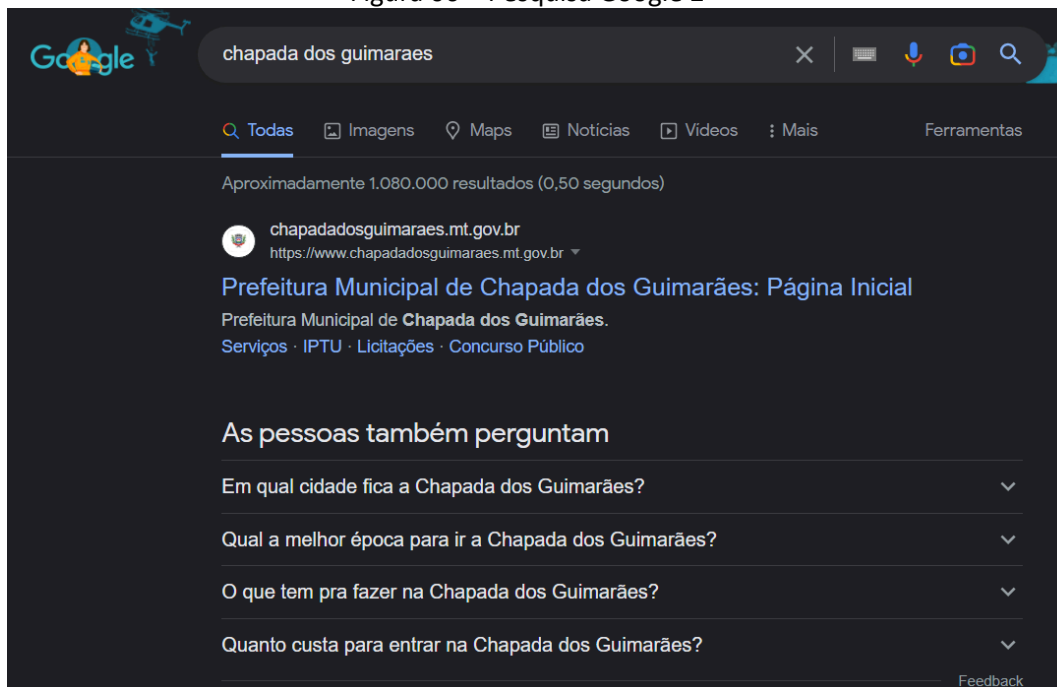 Google
chapada dos guimaraes
Todas Imagens Maps Notícias Vídeos Mais Ferramentas
Aproximadamente 1.080.000 resultados (0,50 segundos)
chapadadosguimaraes.mt.gov.br
https://www.chapadadosguimaraes.mt.gov.br
Prefeitura Municipal de Chapada dos Guimarães: Página Inicial
Prefeitura Municipal de Chapada dos Guimarães.
Serviços · IPTU · Licitações · Concurso Público
As pessoas também perguntam
Em qual cidade fica a Chapada dos Guimarães?
Qual a melhor época para ir a Chapada dos Guimarães?
O que tem pra fazer na Chapada dos Guimarães?
Quanto custa para entrar na Chapada dos Guimarães?
Feedback